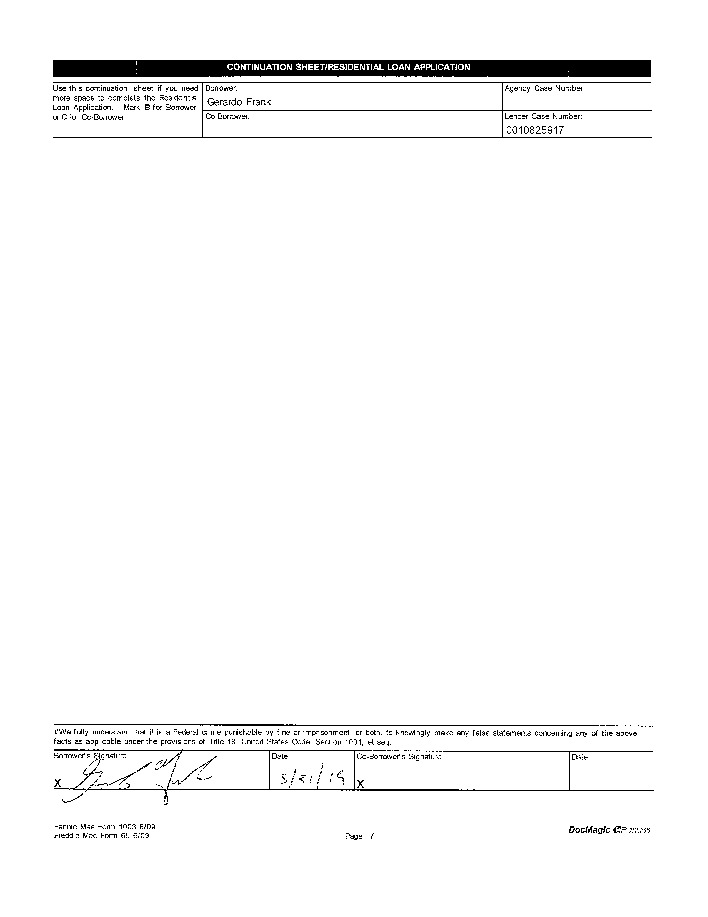 CONTINUATION SHEET/RESIDENTIAL LOAN APPLICATION
Use this continuation sheet if you need
more space to complete the Residential
Loan Application. Mark B for Borrower
or C for Co-Borrower
Borrower:
Gerardo Frank
Agency Case Number
Co-Borrower:
Lender Case Number:
0010825917
I/We fully understand that it is a Federal crime punishable by fine or imprisonment, or both, to knowingly make any false statements concerning any of the above
facts as applicable under the provisions of Title 18, United States Code, Section 1001, et seq.
Borrower's Signature
X
Date
Co-Borrower's Signature
X
Date
Fannie Mae Form 1003 6/09
Freddie Mac Form 65 6/09
Page 7
DocMagic